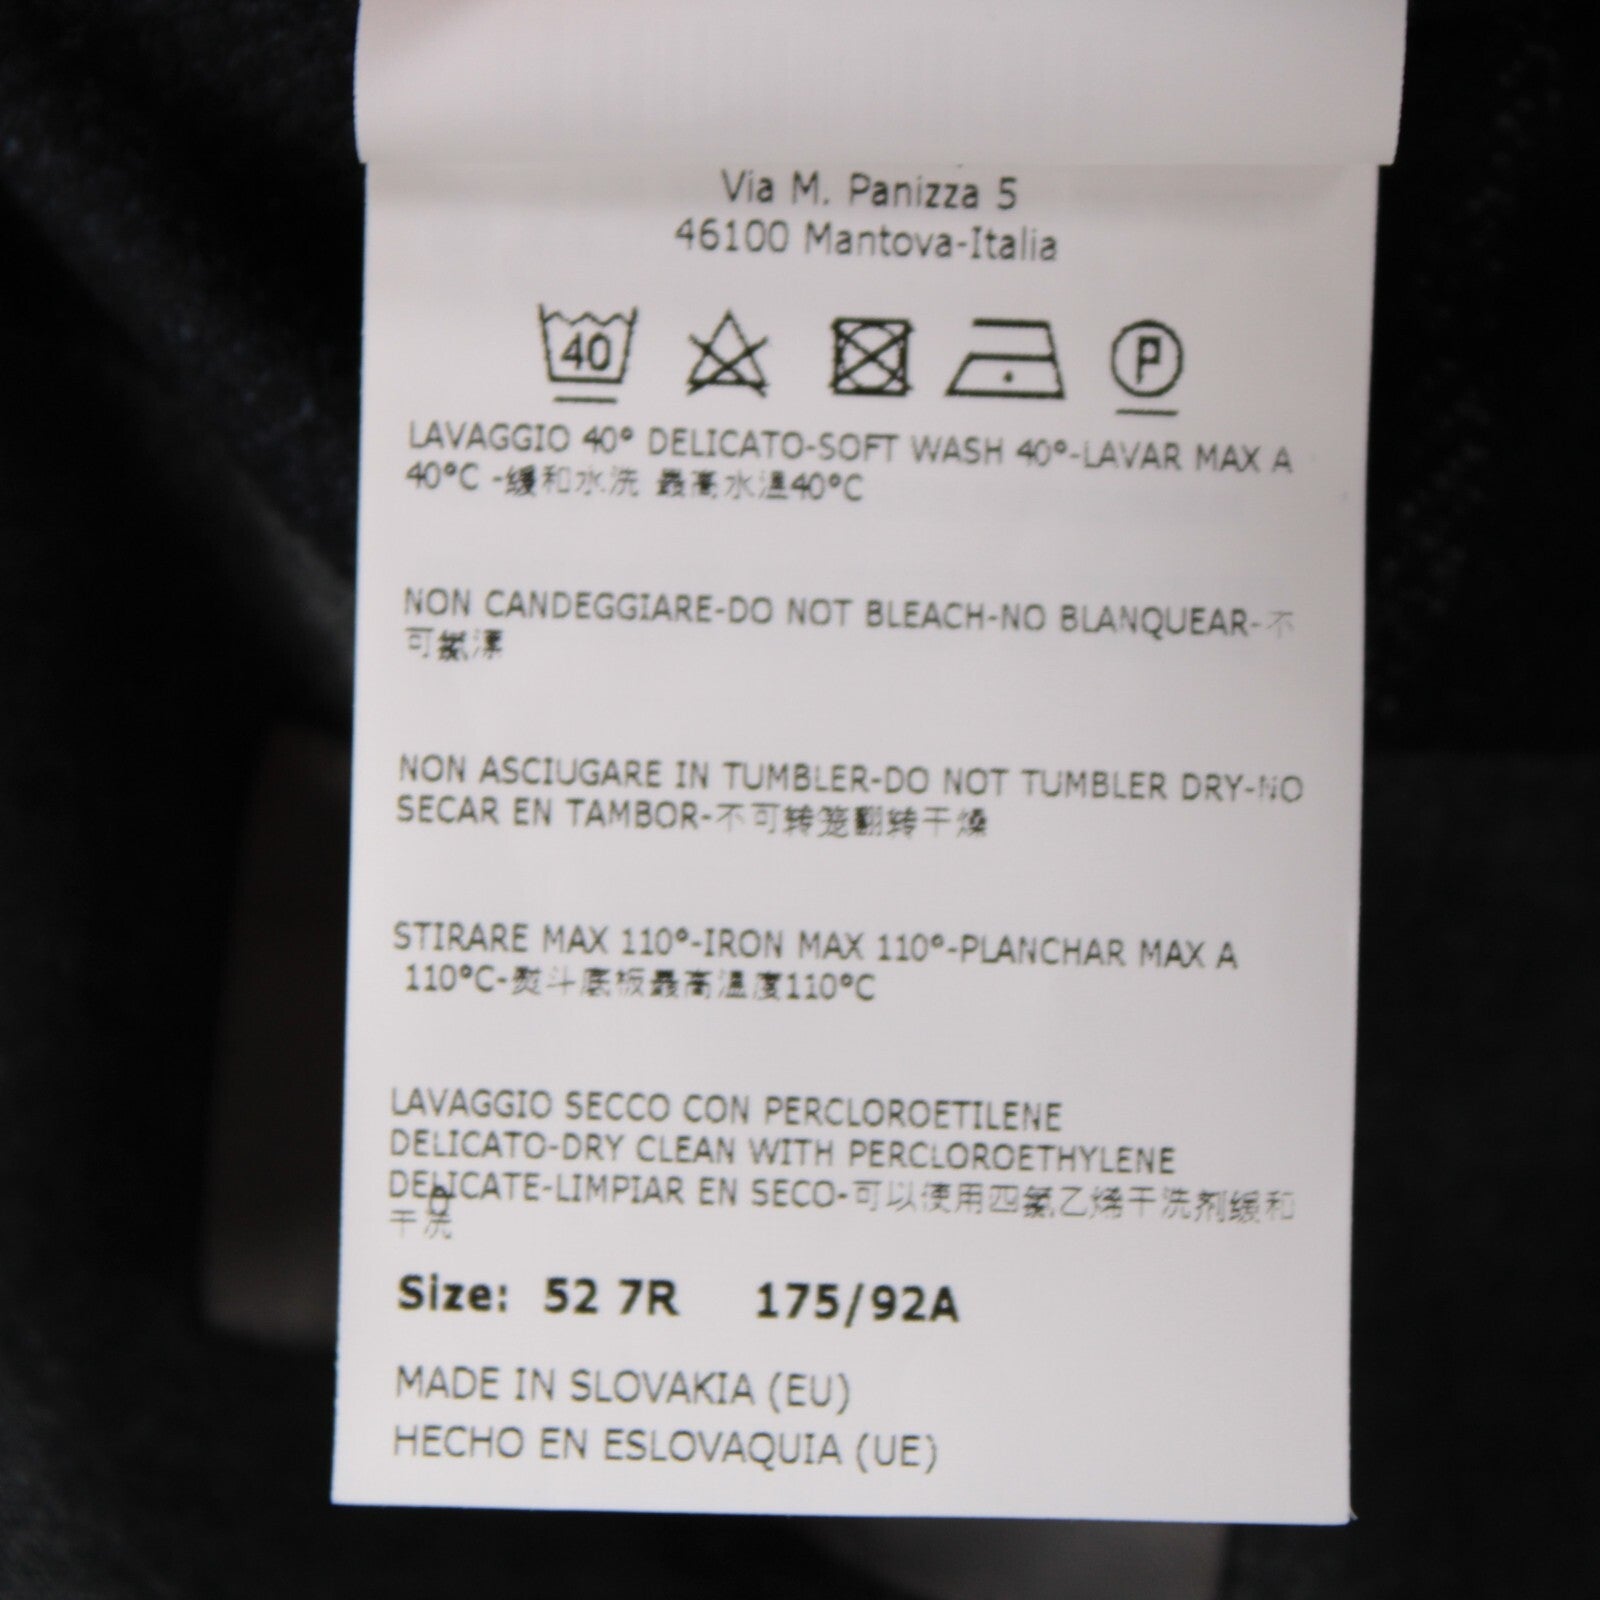 Via M. Panizza 5
46100 Mantova-Italia
40 P
LAVAGGIO 40° DELICATO-SOFT WASH 40°-LAVAR MAX A
40°C -缓和水洗 最高水温40°C
NON CANDEGGIARE-DO NOT BLEACH-NO BLANQUEAR-不
可氯漂
NON ASCIUGARE IN TUMBLER-DO NOT TUMBLER DRY-NO
SECAR EN TAMBOR-不可转笼翻转干燥
STIRARE MAX 110°-IRON MAX 110°-PLANCHAR MAX A
110°C-熨斗底板最高温度110°C
LAVAGGIO SECCO CON PERCLOROETILENE
DELICATO-DRY CLEAN WITH PERCLOROETHYLENE
DELICATE-LIMPIAR EN SECO-可以使用四氯乙烯干洗剂缓和
干洗
Size: 52 7R 175/92A
MADE IN SLOVAKIA (EU)
HECHO EN ESLOVAQUIA (UE)